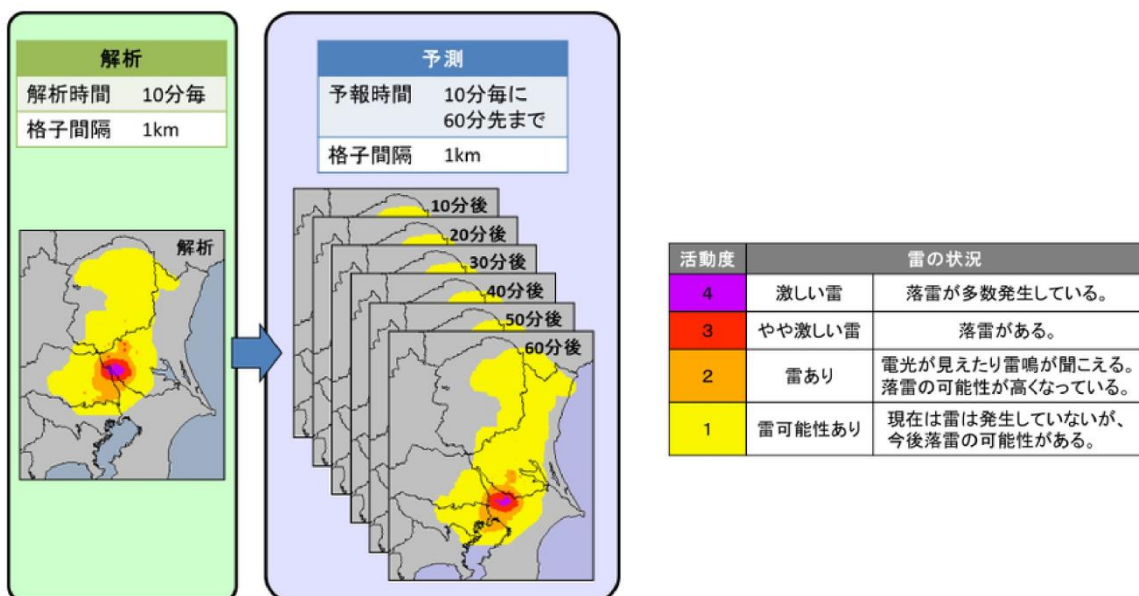 解析
解析時間 10分毎
格子間隔 1km
解析
予測
予報時間 10分毎に
60分先まで
格子間隔 1km
10分後
20分後
30分後
40分後
50分後
60分後
活動度 雷の状況
4 激しい雷 落雷が多数発生している。
3 やや激しい雷 落雷がある。
2 雷あり 電光が見えたり雷鳴が聞こえる。
落雷の可能性が高くなっている。
1 雷可能性あり 現在は雷は発生していないが、
今後落雷の可能性がある。